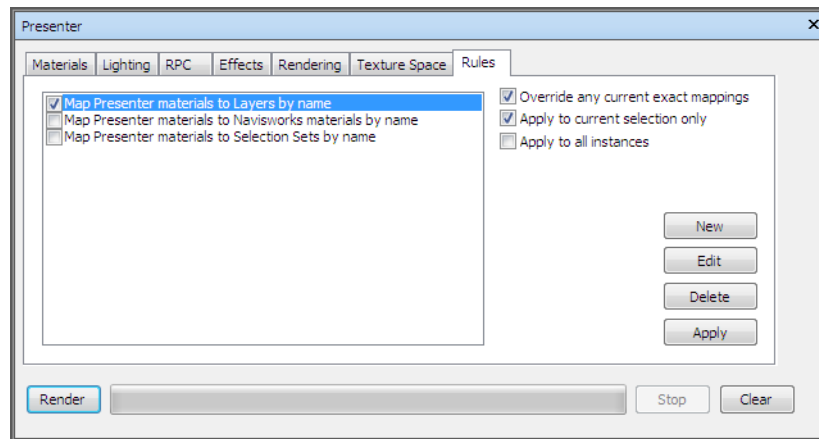 Presenter
Materials Lighting RPC Effects Rendering Texture Space Rules
Map Presenter materials to Layers by name
Map Presenter materials to Navisworks materials by name
Map Presenter materials to Selection Sets by name
Override any current exact mappings
Apply to current selection only
Apply to all instances
New
Edit
Delete
Apply
Render Stop Clear